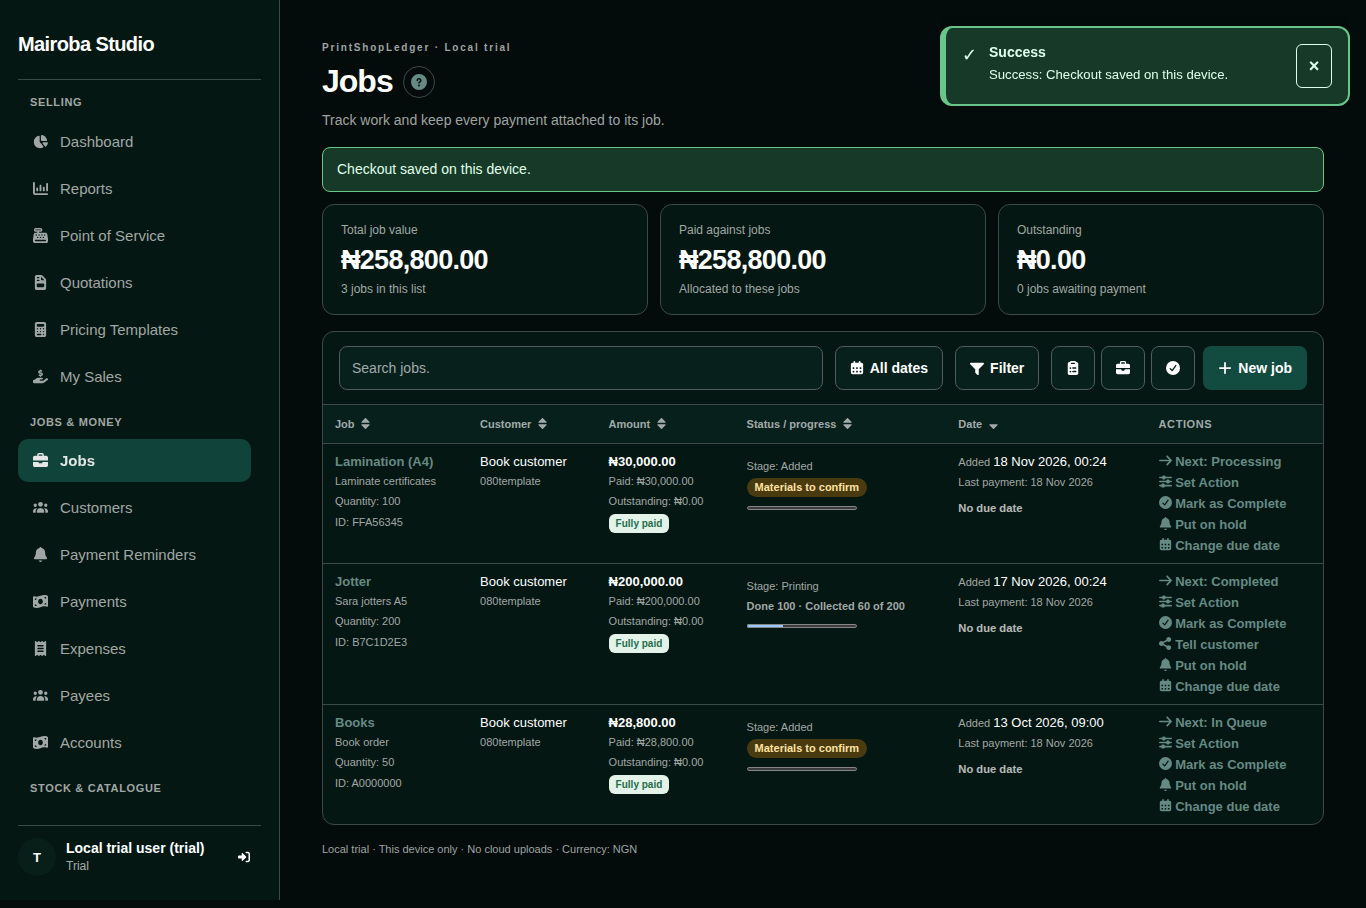 Mairoba Studio
SELLING
Dashboard
Reports
Point of Service
Quotations
Pricing Templates
My Sales
JOBS & MONEY
Jobs
Customers
Payment Reminders
Payments
Expenses
Payees
Accounts
STOCK & CATALOGUE
T
Local trial user (trial)
Trial
PrintShopLedger · Local trial
Jobs ?
Track work and keep every payment attached to its job.
✓ Success ×
Success: Checkout saved on this device.
Checkout saved on this device.
Total job value
₦258,800.00
3 jobs in this list
Paid against jobs
₦258,800.00
Allocated to these jobs
Outstanding
₦0.00
0 jobs awaiting payment
Search jobs. All dates Filter New job
Job Customer Amount Status / progress Date ACTIONS
Lamination (A4)
Laminate certificates
Quantity: 100
ID: FFA56345
Book customer
080template
₦30,000.00
Paid: ₦30,000.00
Outstanding: ₦0.00
Fully paid
Stage: Added
Materials to confirm
Added 18 Nov 2026, 00:24
Last payment: 18 Nov 2026
No due date
Next: Processing
Set Action
Mark as Complete
Put on hold
Change due date
Jotter
Sara jotters A5
Quantity: 200
ID: B7C1D2E3
Book customer
080template
₦200,000.00
Paid: ₦200,000.00
Outstanding: ₦0.00
Fully paid
Stage: Printing
Done 100 · Collected 60 of 200
Added 17 Nov 2026, 00:24
Last payment: 18 Nov 2026
No due date
Next: Completed
Set Action
Mark as Complete
Tell customer
Put on hold
Change due date
Books
Book order
Quantity: 50
ID: A0000000
Book customer
080template
₦28,800.00
Paid: ₦28,800.00
Outstanding: ₦0.00
Fully paid
Stage: Added
Materials to confirm
Added 13 Oct 2026, 09:00
Last payment: 18 Nov 2026
No due date
Next: In Queue
Set Action
Mark as Complete
Put on hold
Change due date
Local trial · This device only · No cloud uploads · Currency: NGN